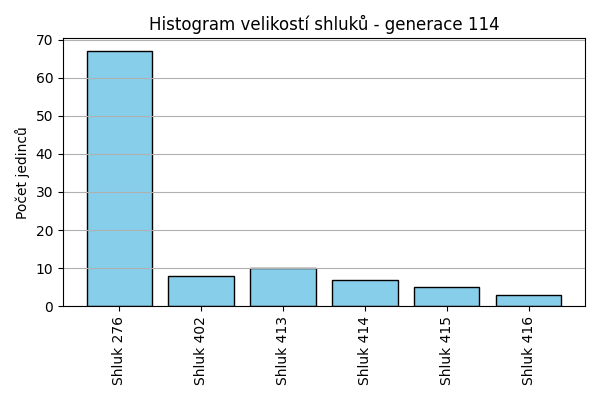 Histogram velikostí shluků - generace 114
Počet jedinců
70
60
50
40
30
20
10
0
Shluk 276
Shluk 402
Shluk 413
Shluk 414
Shluk 415
Shluk 416